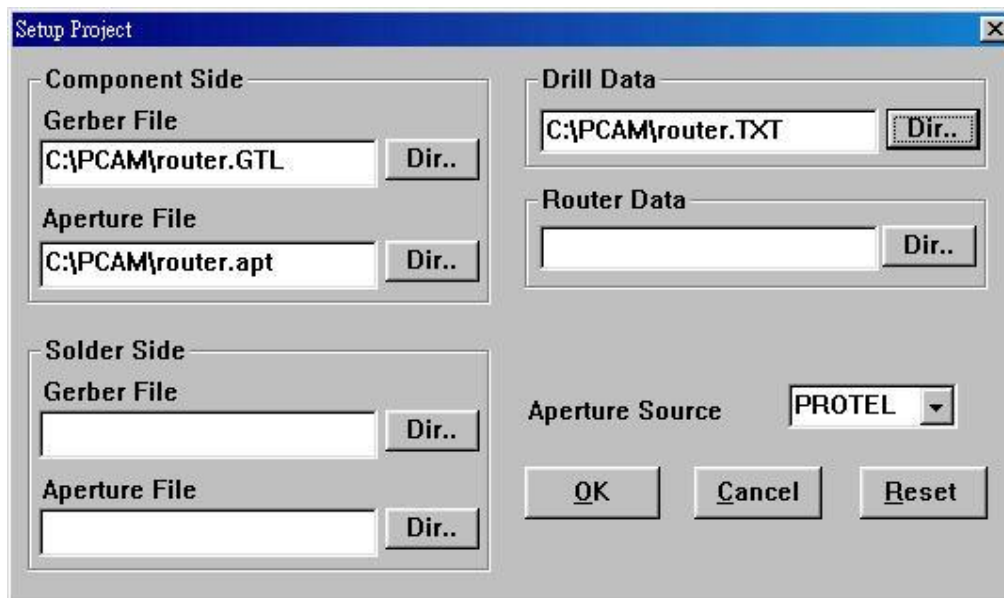 Setup Project
Component Side
Gerber File
C:\PCAM\router.GTL
Dir..
Aperture File
C:\PCAM\router.apt
Dir..
Solder Side
Gerber File
Dir..
Aperture File
Dir..
Drill Data
C:\PCAM\router.TXT
Dir..
Router Data
Dir..
Aperture Source
PROTEL
OK
Cancel
Reset